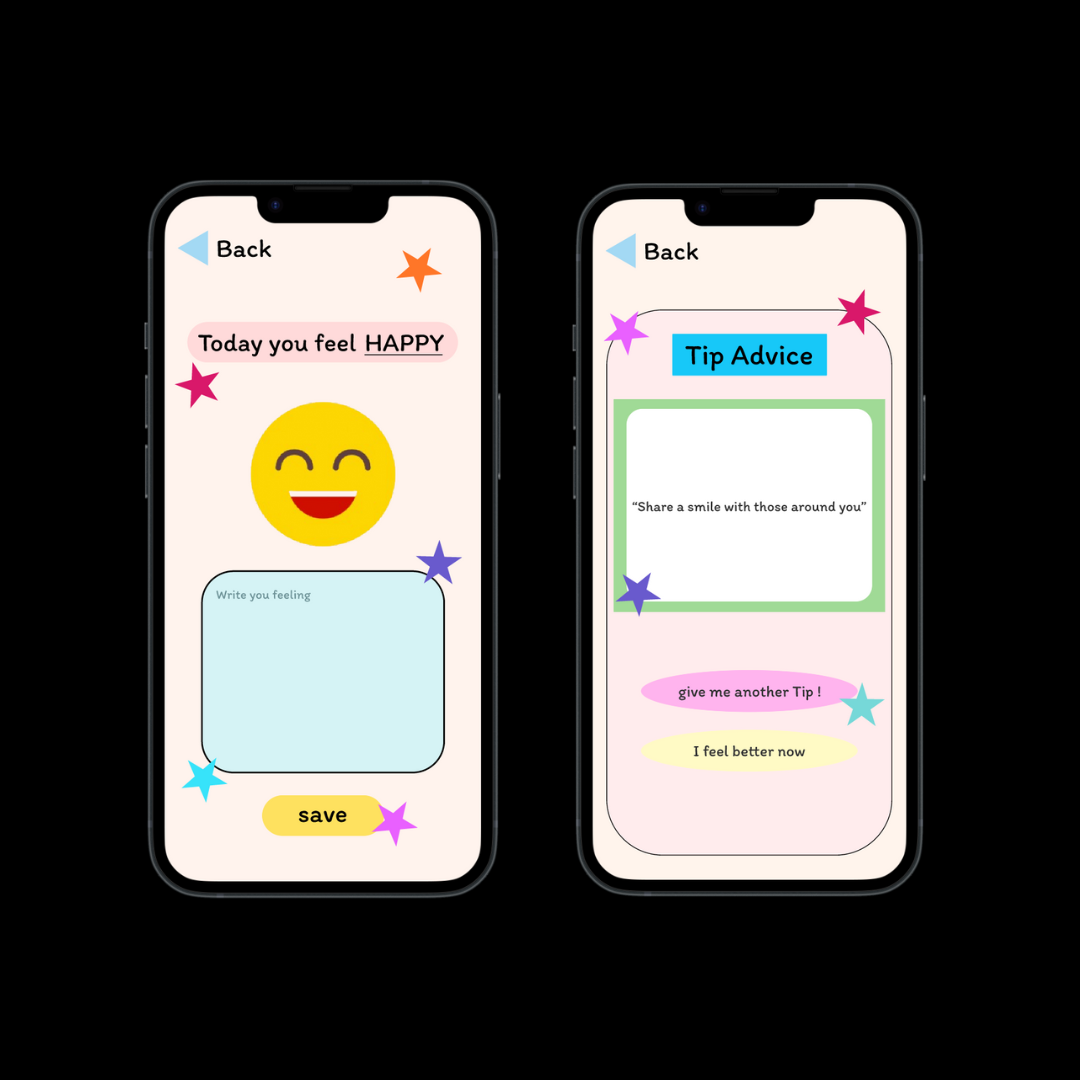 Back
Today you feel HAPPY
Write you feeling
save
Back
Tip Advice
“Share a smile with those around you”
give me another Tip !
I feel better now